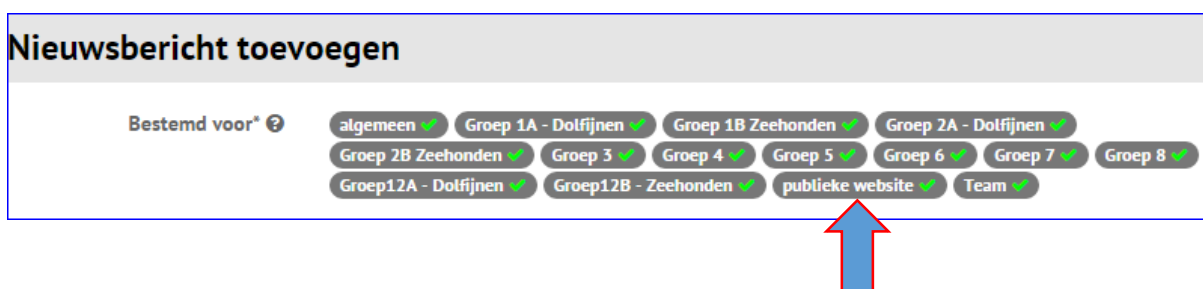 Nieuwsbericht toevoegen
Bestemd voor* ? algemeen ✔ Groep 1A - Dolfijnen ✔ Groep 1B Zeehonden ✔ Groep 2A - Dolfijnen ✔
Groep 2B Zeehonden ✔ Groep 3 ✔ Groep 4 ✔ Groep 5 ✔ Groep 6 ✔ Groep 7 ✔ Groep 8 ✔
Groep12A - Dolfijnen ✔ Groep12B - Zeehonden ✔ publieke website ✔ Team ✔